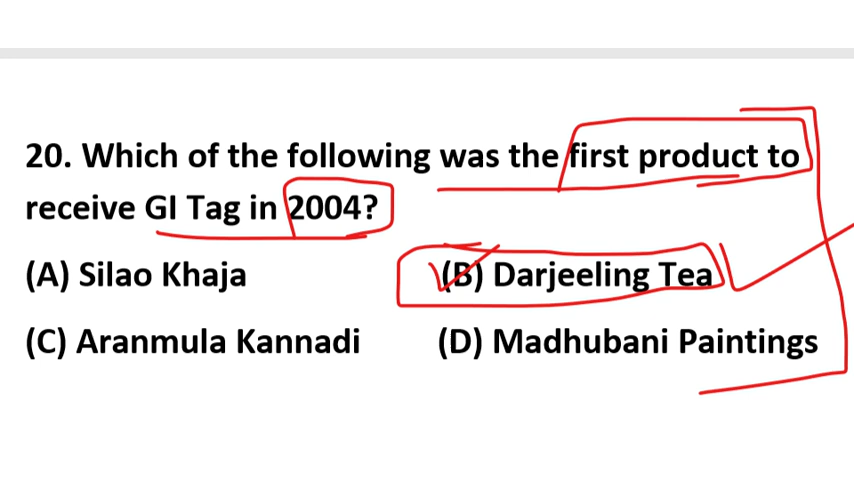 20. Which of the following was the first product to
receive GI Tag in 2004?
(A) Silao Khaja (B) Darjeeling Tea
(C) Aranmula Kannadi (D) Madhubani Paintings